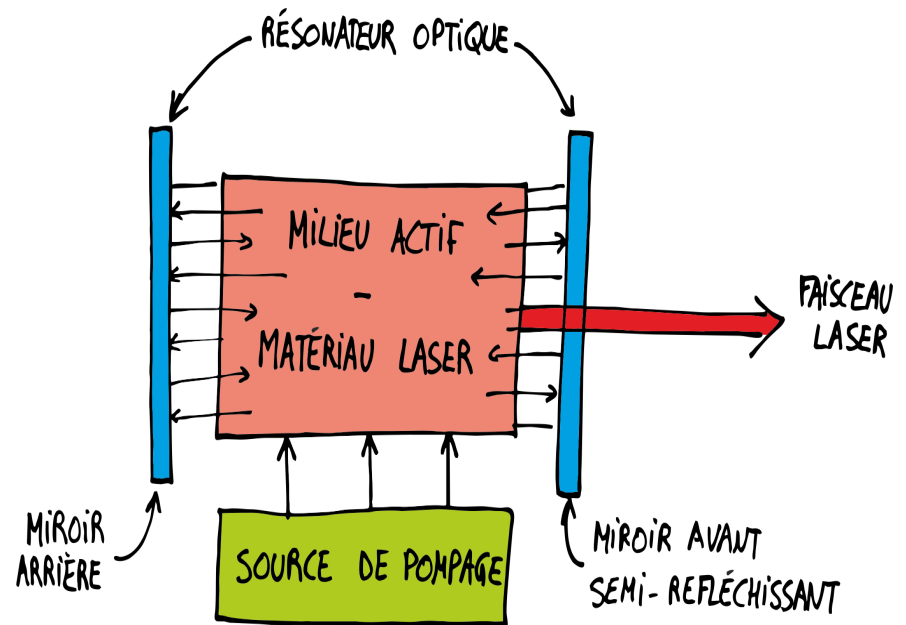 RÉSONATEUR OPTIQUE
MILIEU ACTIF
-
MATÉRIAU LASER
FAISCEAU
LASER
SOURCE DE POMPAGE
MIROIR
ARRIÈRE
MIROIR AVANT
SEMI-REFLÉCHISSANT